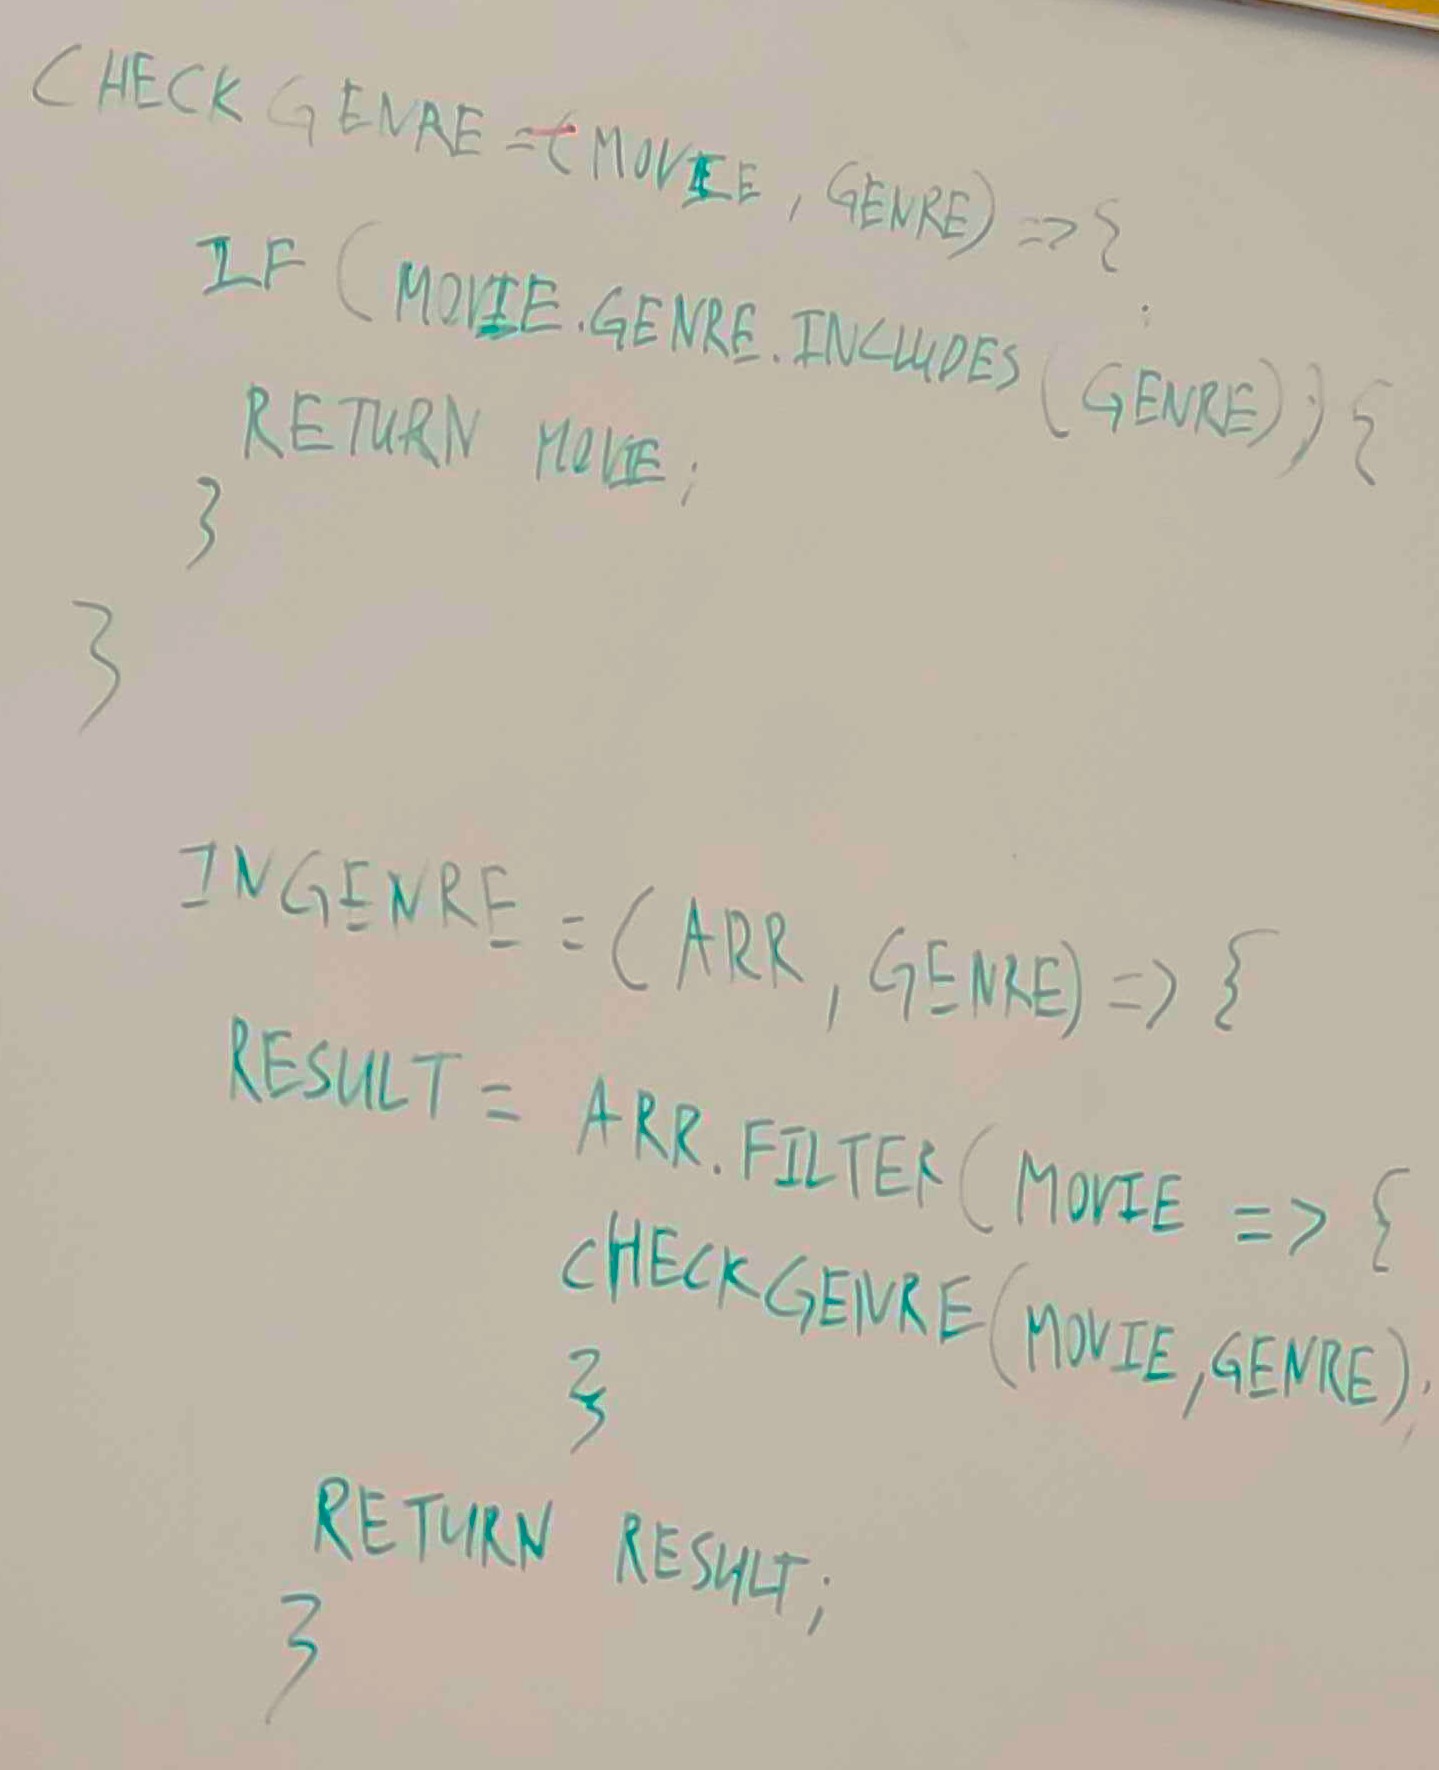 CHECKGENRE =(MOVIE, GENRE) => {
IF (MOVIE.GENRE.INCLUDES(GENRE)) {
RETURN MOVIE;
}
}
INGENRE = (ARR, GENRE) => {
RESULT = ARR.FILTER(MOVIE => {
CHECKGENRE(MOVIE,GENRE);
}
RETURN RESULT;
}